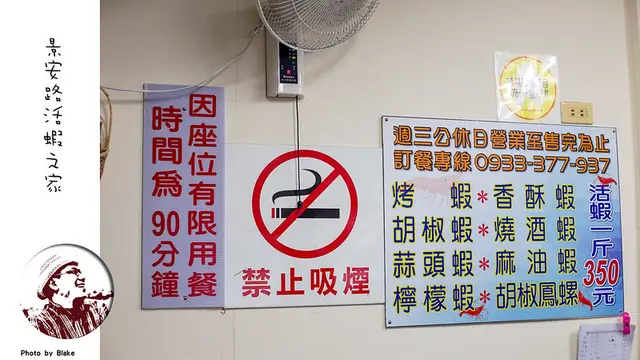 景安路活蝦之家
因座位有限用餐
時間為90分鐘
禁止吸煙
週三公休日營業至售完為止
訂餐專線0933-377-937
烤蝦*香酥蝦
胡椒蝦*燒酒蝦
蒜頭蝦*麻油蝦
檸檬蝦*胡椒鳳螺
活蝦一斤
350元
Photo by Blake